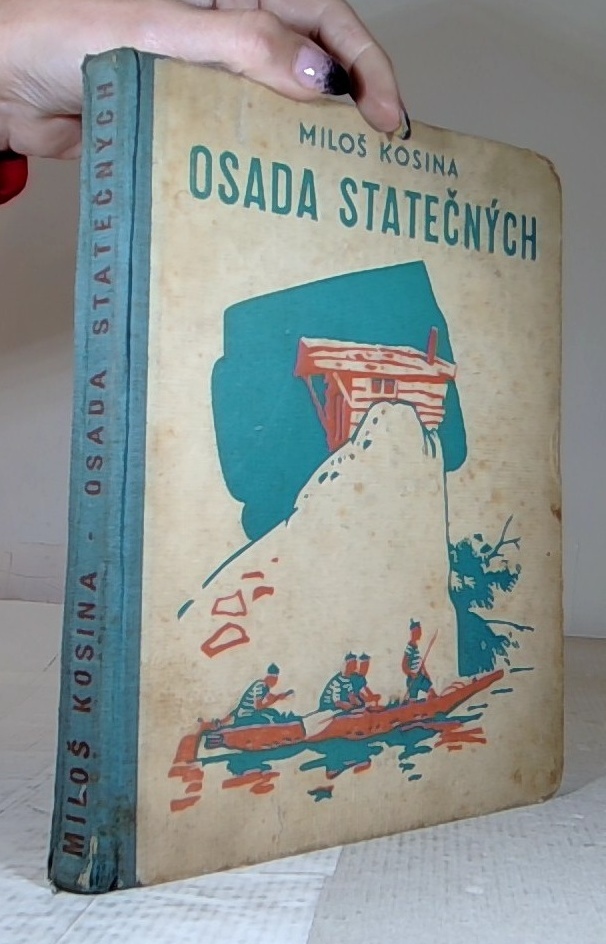 MILOŠ KOSINA
OSADA STATEČNÝCH
MILOŠ KOSINA - OSADA STATEČNÝCH